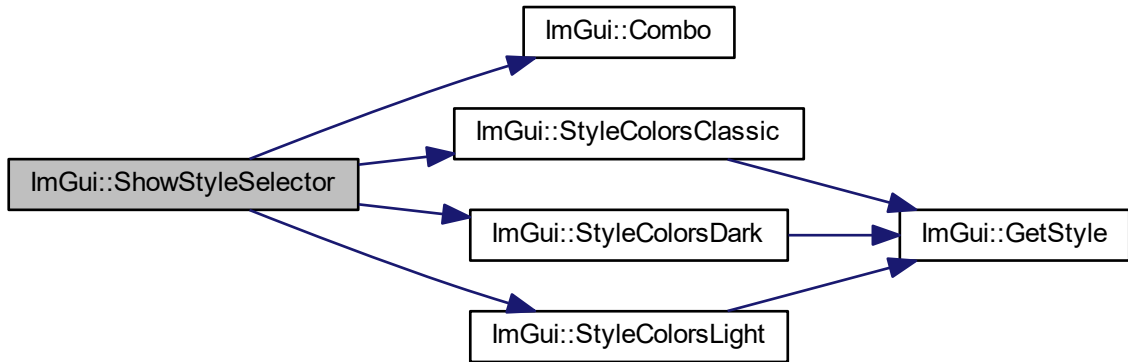 ImGui::Combo
ImGui::StyleColorsClassic
ImGui::ShowStyleSelector
ImGui::StyleColorsDark
ImGui::GetStyle
ImGui::StyleColorsLight